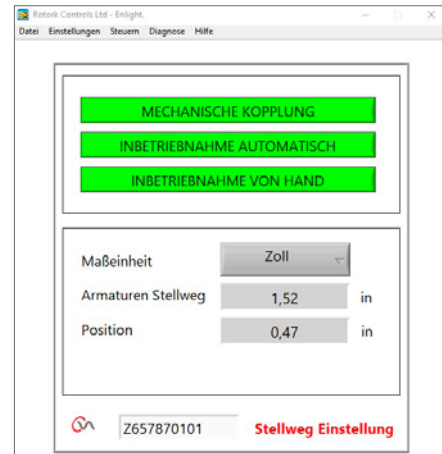 Rotork Controls Ltd - Enlight.
Datei Einstellungen Steuern Diagnose Hilfe
MECHANISCHE KOPPLUNG
INBETRIEBNAHME AUTOMATISCH
INBETRIEBNAHME VON HAND
Maßeinheit Zoll
Armaturen Stellweg 1,52 in
Position 0,47 in
Z657870101 Stellweg Einstellung